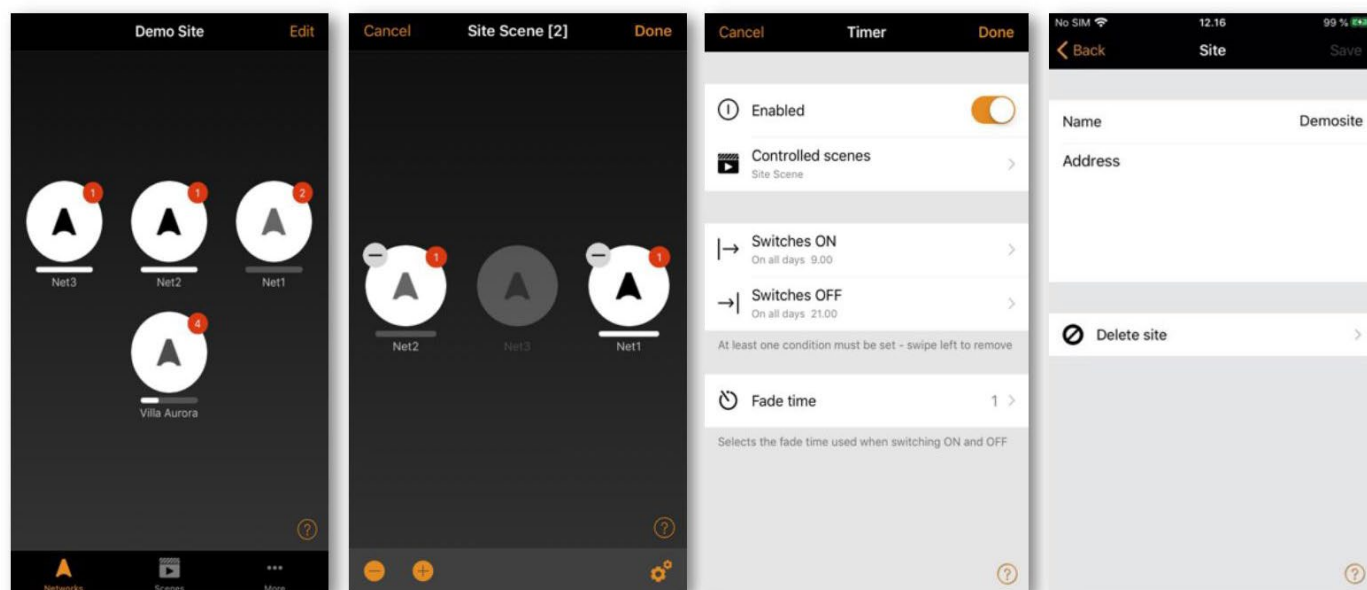 Demo Site
Edit
1
1
2
Net3
Net2
Net1
4
Villa Aurora
?
Networks
Scenes
More
Cancel
Site Scene [2]
Done
1
1
Net2
Net3
Net1
?
Cancel
Timer
Done
Enabled
Controlled scenes
Site Scene
Switches ON
On all days 9.00
Switches OFF
On all days 21.00
At least one condition must be set - swipe left to remove
Fade time
1
Selects the fade time used when switching ON and OFF
?
No SIM
12.16
99 %
Back
Site
Save
Name
Demosite
Address
Delete site
?